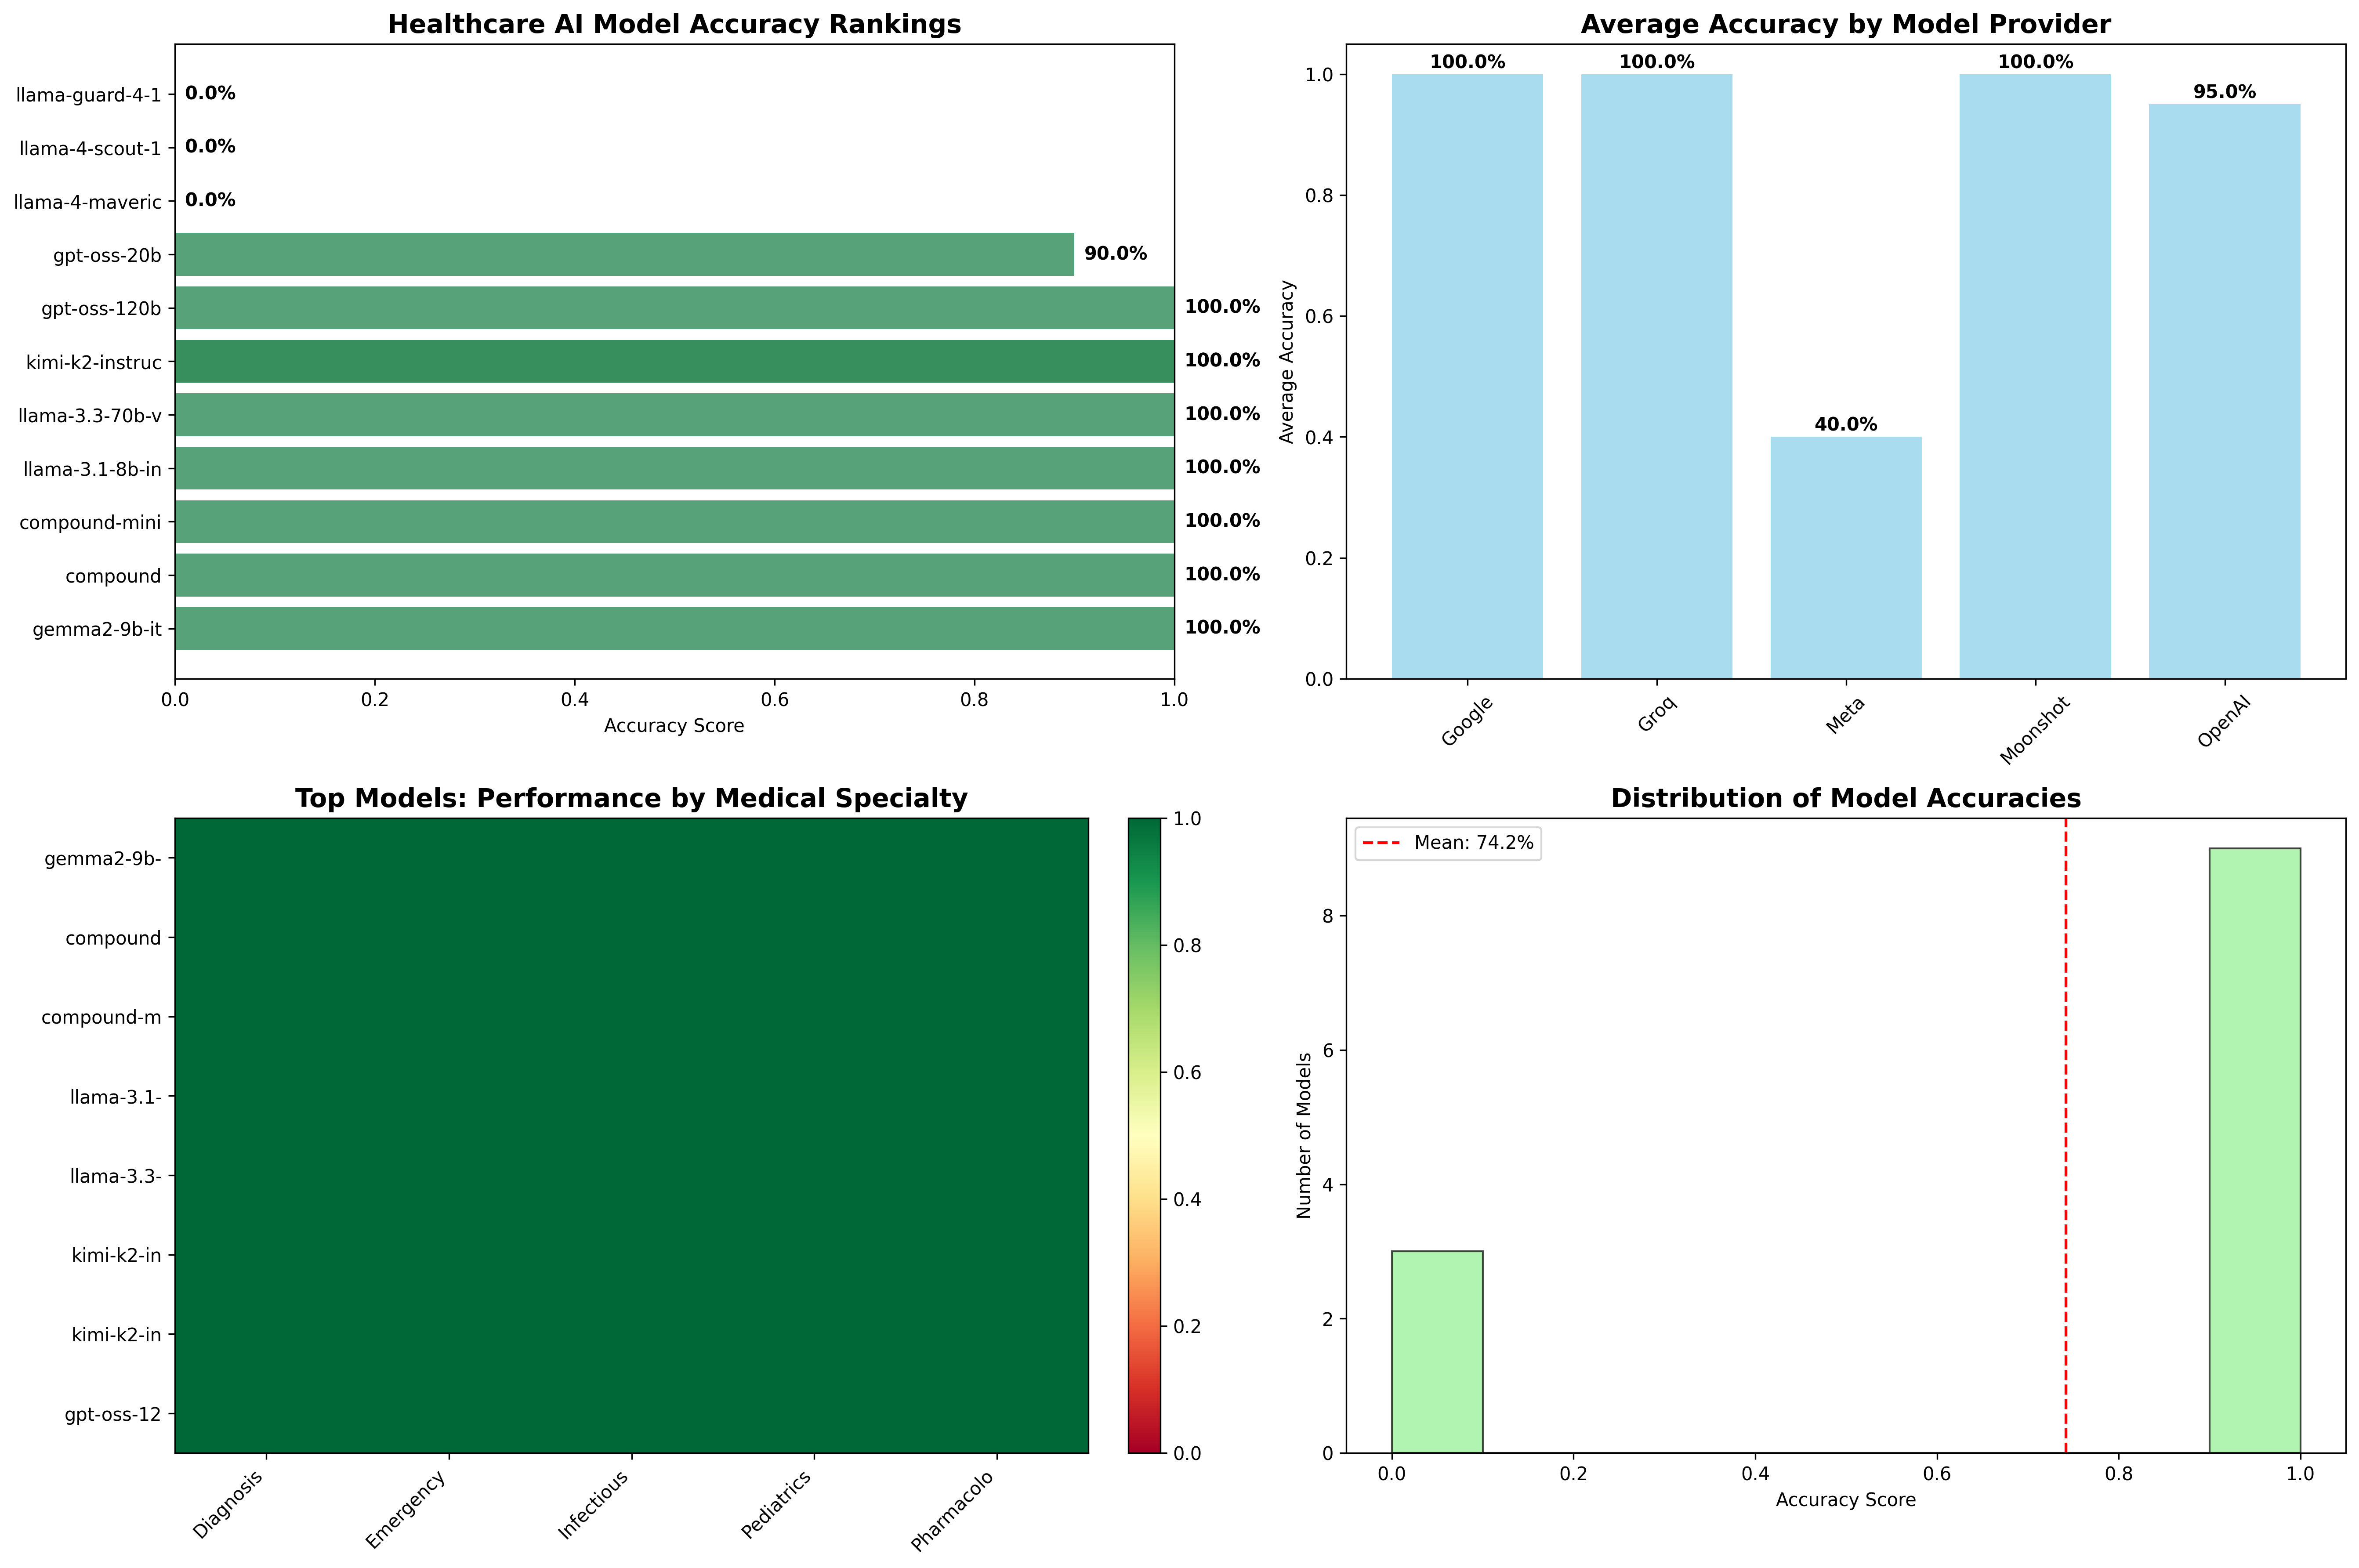 Healthcare AI Model Accuracy Rankings
llama-guard-4-1
0.0%
llama-4-scout-1
0.0%
llama-4-maveric
0.0%
gpt-oss-20b
90.0%
gpt-oss-120b
100.0%
kimi-k2-instruc
100.0%
llama-3.3-70b-v
100.0%
llama-3.1-8b-in
100.0%
compound-mini
100.0%
compound
100.0%
gemma2-9b-it
100.0%
0.0 0.2 0.4 0.6 0.8 1.0
Accuracy Score
Average Accuracy by Model Provider
Average Accuracy
1.0
0.8
0.6
0.4
0.2
0.0
100.0%
100.0%
40.0%
100.0%
95.0%
Google
Groq
Meta
Moonshot
OpenAI
Top Models: Performance by Medical Specialty
gemma2-9b-
compound
compound-m
llama-3.1-
llama-3.3-
kimi-k2-in
kimi-k2-in
gpt-oss-12
Diagnosis
Emergency
Infectious
Pediatrics
Pharmacolo
1.0
0.8
0.6
0.4
0.2
0.0
Distribution of Model Accuracies
Mean: 74.2%
Number of Models
8
6
4
2
0
0.0 0.2 0.4 0.6 0.8 1.0
Accuracy Score